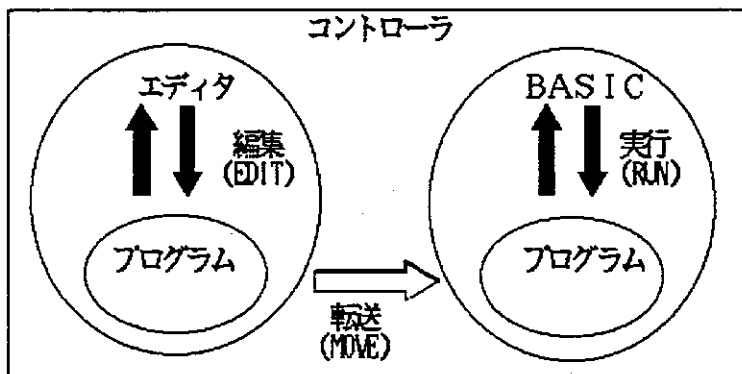 コントローラ
エディタ
編集
(EDIT)
プログラム
転送
(MOVE)
BASIC
実行
(RUN)
プログラム